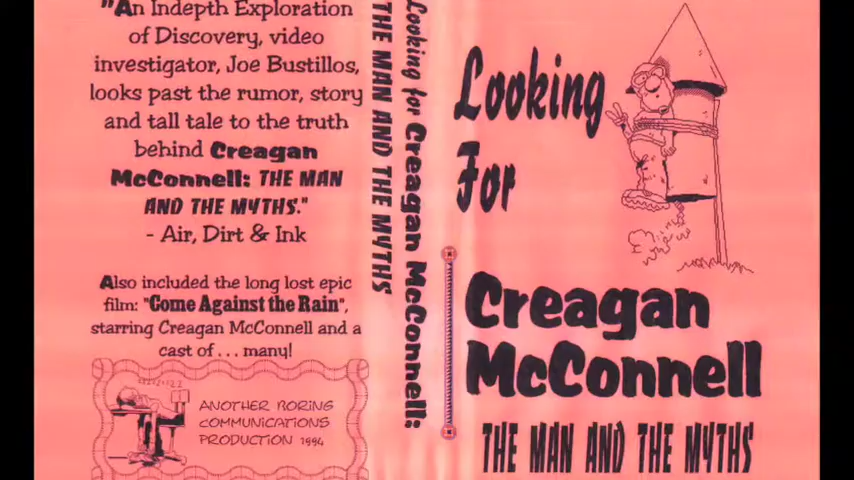 "An Indepth Exploration
of Discovery, video
investigator, Joe Bustillos,
looks past the rumor, story
and tall tale to the truth
behind Creagan
McConnell: THE MAN
AND THE MYTHS."
- Air, Dirt & Ink
Also included the long lost epic
film: "Come Against the Rain",
starring Creagan McConnell and a
cast of . . . many!
ANOTHER BORING
COMMUNICATIONS
PRODUCTION 1994
Looking for Creagan McConnell:
THE MAN AND THE MYTHS
Looking
For
Creagan
McConnell
THE MAN AND THE MYTHS